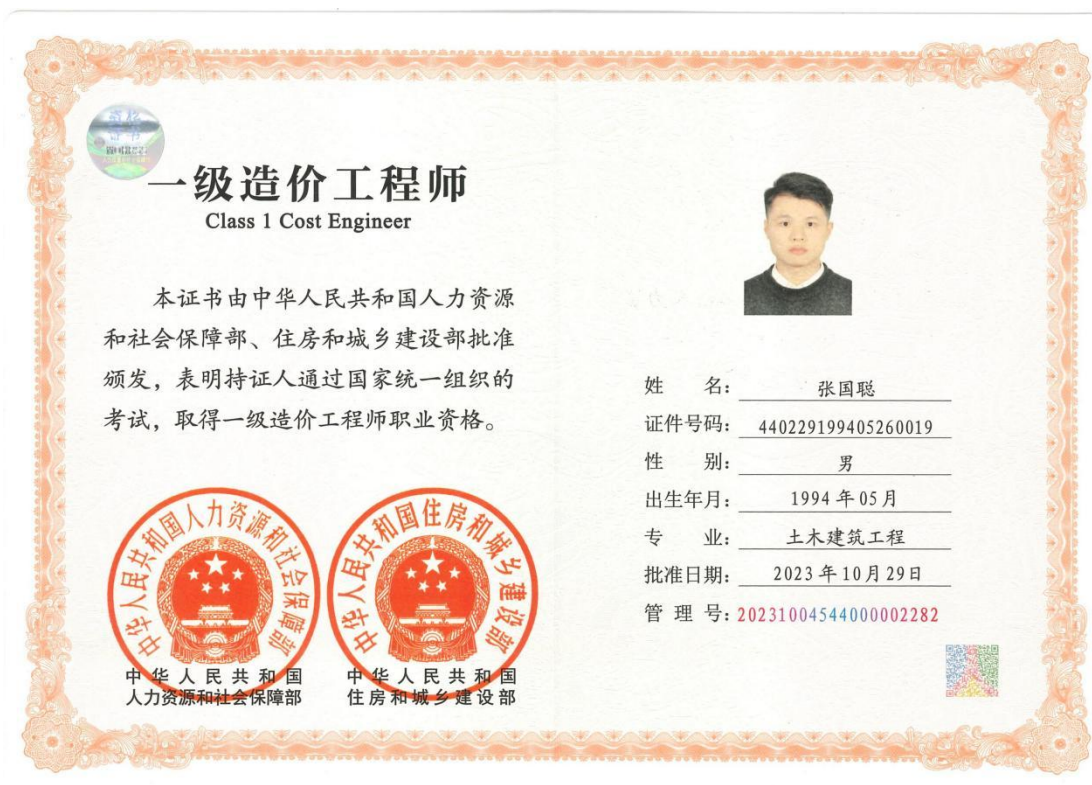 一级造价工程师
Class 1 Cost Engineer
本证书由中华人民共和国人力资源
和社会保障部、住房和城乡建设部批准
颁发，表明持证人通过国家统一组织的
考试，取得一级造价工程师职业资格。
中华人民共和国人力资源和社会保障部
中华人民共和国住房和城乡建设部
中华人民共和国
人力资源和社会保障部
中华人民共和国
住房和城乡建设部
姓 名： 张国聪
证件号码： 440229199405260019
性 别： 男
出生年月： 1994年05月
专 业： 土木建筑工程
批准日期： 2023年10月29日
管 理 号：20231004544000002282